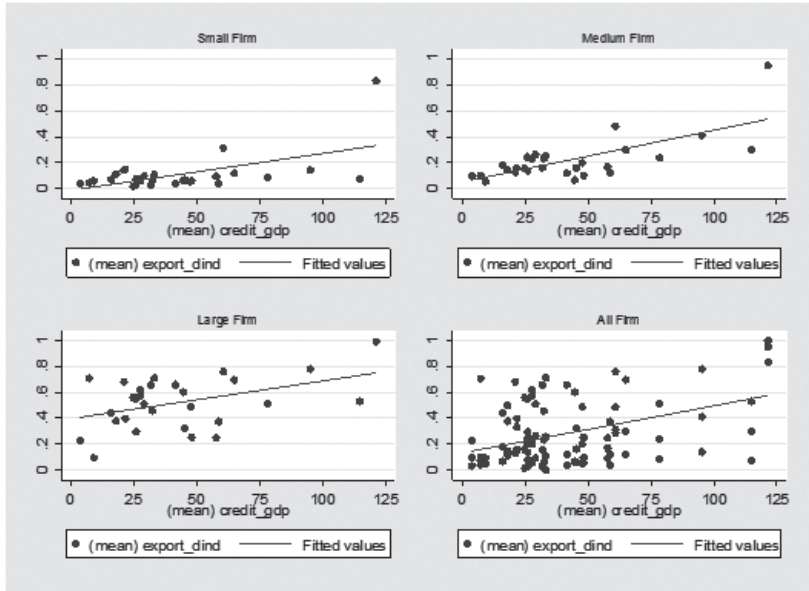 Small Firm
1
.8
.6
.4
.2
0
0 25 50 75 100 125
(mean) credit_gdp
(mean) export_dind Fitted values
Medium Firm
1
.8
.6
.4
.2
0
0 25 50 75 100 125
(mean) credit_gdp
(mean) export_dind Fitted values
Large Firm
1
.8
.6
.4
.2
0
0 25 50 75 100 125
(mean) credit_gdp
(mean) export_dind Fitted values
All Firm
1
.8
.6
.4
.2
0
0 25 50 75 100 125
(mean) credit_gdp
(mean) export_dind Fitted values